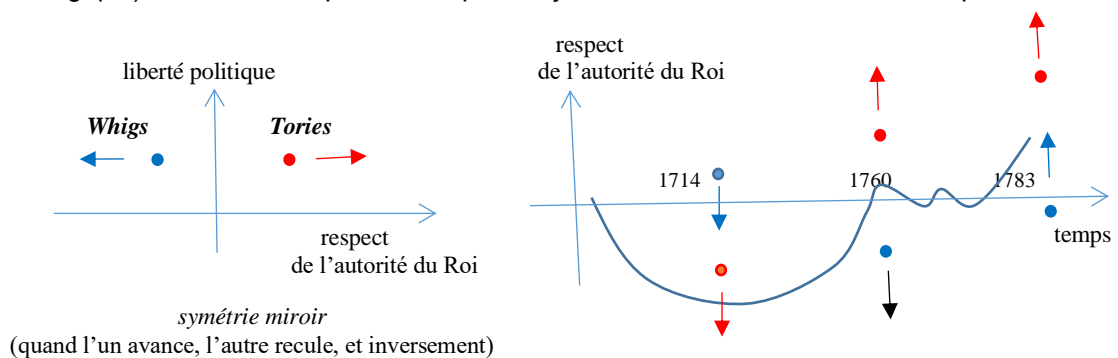 liberté politique
Whigs
Tories
respect
de l'autorité du Roi
symétrie miroir
(quand l'un avance, l'autre recule, et inversement)
respect
de l'autorité du Roi
1714
1760
1783
temps